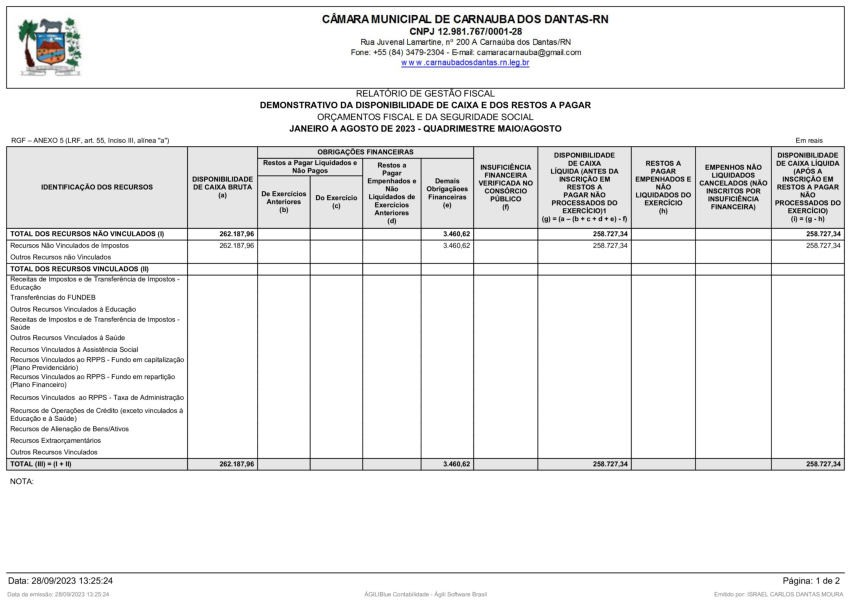 CÂMARA MUNICIPAL DE CARNAUBA DOS DANTAS-RN
CNPJ 12.981.767/0001-28
Rua Juvenal Lamartine, n° 200 A Carnaúba dos Dantas/RN
Fone: +55 (84) 3479-2304 - E-mail: camaracarnauba@gmail.com
www.carnaubadosdantas.rn.leg.br
RELATÓRIO DE GESTÃO FISCAL
DEMONSTRATIVO DA DISPONIBILIDADE DE CAIXA E DOS RESTOS A PAGAR
ORÇAMENTOS FISCAL E DA SEGURIDADE SOCIAL
JANEIRO A AGOSTO DE 2023 - QUADRIMESTRE MAIO/AGOSTO
RGF – ANEXO 5 (LRF, art. 55, Inciso III, alínea "a") Em reais
IDENTIFICAÇÃO DOS RECURSOS
DISPONIBILIDADE
DE CAIXA BRUTA
(a)
OBRIGAÇÕES FINANCEIRAS
Restos a Pagar Liquidados e
Não Pagos
De Exercícios
Anteriores
(b)
Do Exercício
(c)
Restos a
Pagar
Empenhados e
Não
Liquidados de
Exercícios
Anteriores
(d)
Demais
Obrigações
Financeiras
(e)
INSUFICIÊNCIA
FINANCEIRA
VERIFICADA NO
CONSÓRCIO
PÚBLICO
(f)
DISPONIBILIDADE
DE CAIXA
LÍQUIDA (ANTES DA
INSCRIÇÃO EM
RESTOS A
PAGAR NÃO
PROCESSADOS DO
EXERCÍCIO)1
(g) = (a – (b + c + d + e) - f)
RESTOS A
PAGAR
EMPENHADOS E
NÃO
LIQUIDADOS DO
EXERCÍCIO
(h)
EMPENHOS NÃO
LIQUIDADOS
CANCELADOS (NÃO
INSCRITOS POR
INSUFICIÊNCIA
FINANCEIRA)
DISPONIBILIDADE
DE CAIXA LÍQUIDA
(APÓS A
INSCRIÇÃO EM
RESTOS A PAGAR
NÃO
PROCESSADOS DO
EXERCÍCIO)
(i) = (g - h)
TOTAL DOS RECURSOS NÃO VINCULADOS (I) 262.187,96 3.460,62 258.727,34 258.727,34
Recursos Não Vinculados de Impostos 262.187,96 3.460,62 258.727,34 258.727,34
Outros Recursos não Vinculados
TOTAL DOS RECURSOS VINCULADOS (II)
Receitas de Impostos e de Transferência de Impostos -
Educação
Transferências do FUNDEB
Outros Recursos Vinculados à Educação
Receitas de Impostos e de Transferência de Impostos -
Saúde
Outros Recursos Vinculados à Saúde
Recursos Vinculados à Assistência Social
Recursos Vinculados ao RPPS - Fundo em capitalização
(Plano Previdenciário)
Recursos Vinculados ao RPPS - Fundo em repartição
(Plano Financeiro)
Recursos Vinculados ao RPPS - Taxa de Administração
Recursos de Operações de Crédito (exceto vinculados à
Educação e à Saúde)
Recursos de Alienação de Bens/Ativos
Recursos Extraorçamentários
Outros Recursos Vinculados
TOTAL (III) = (I + II) 262.187,96 3.460,62 258.727,34 258.727,34
NOTA:
Data: 28/09/2023 13:25:24 Página: 1 de 2
Data da emissão: 28/09/2023 13:25:24 ÁGILIBlue Contabilidade - Ágili Software Brasil Emitido por: ISRAEL CARLOS DANTAS MOURA